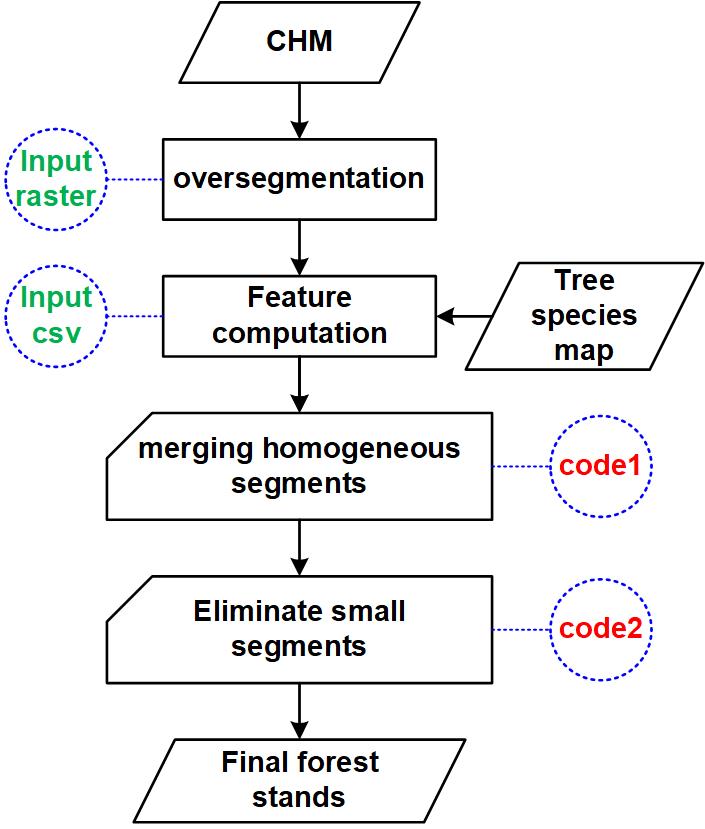 CHM
Input
raster
oversegmentation
Input
csv
Feature
computation
Tree
species
map
merging homogeneous
segments
code1
Eliminate small
segments
code2
Final forest
stands